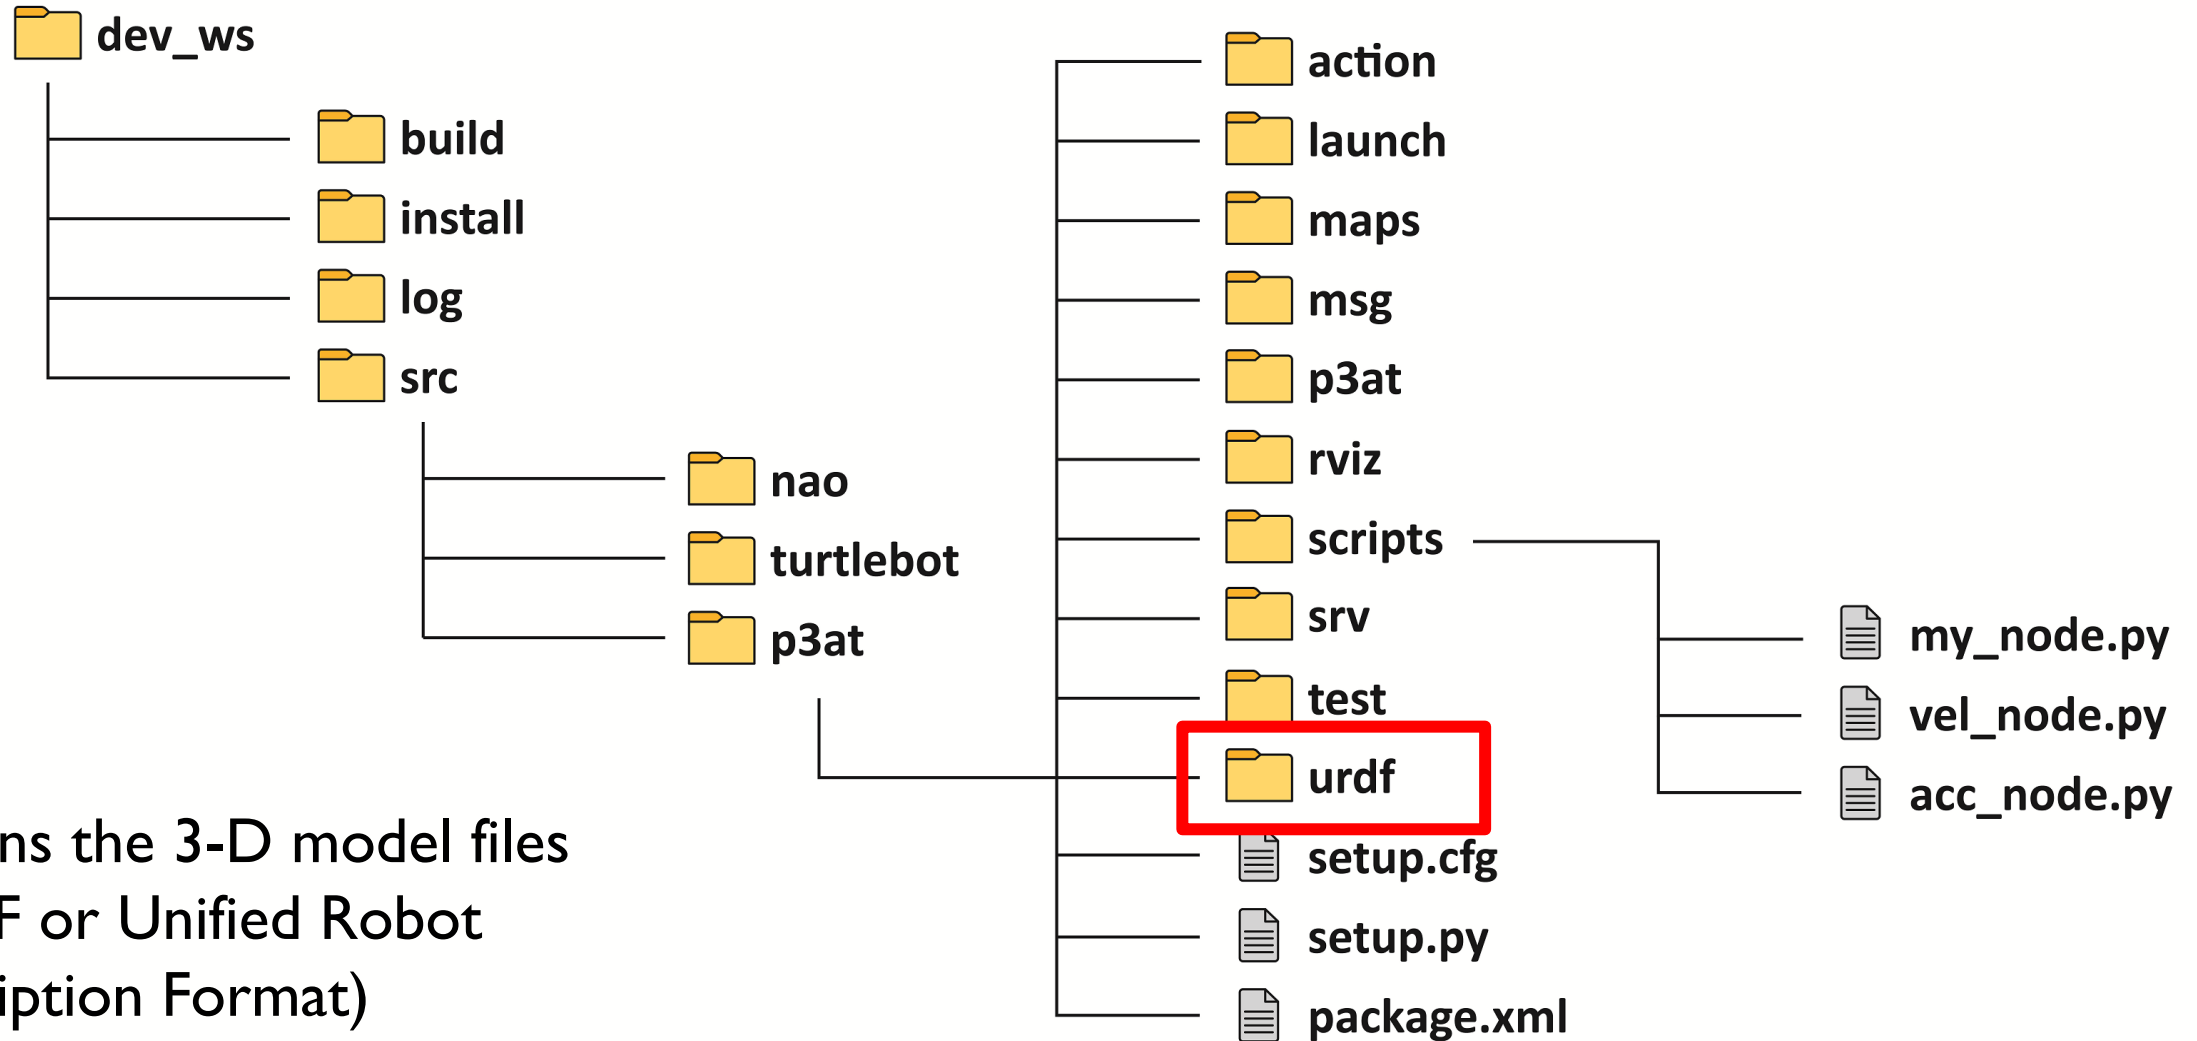 dev_ws
build
install
log
src
nao
turtlebot
p3at
action
launch
maps
msg
p3at
rviz
scripts
srv
test
urdf
setup.cfg
setup.py
package.xml
my_node.py
vel_node.py
acc_node.py
ns the 3-D model files
F or Unified Robot
iption Format)